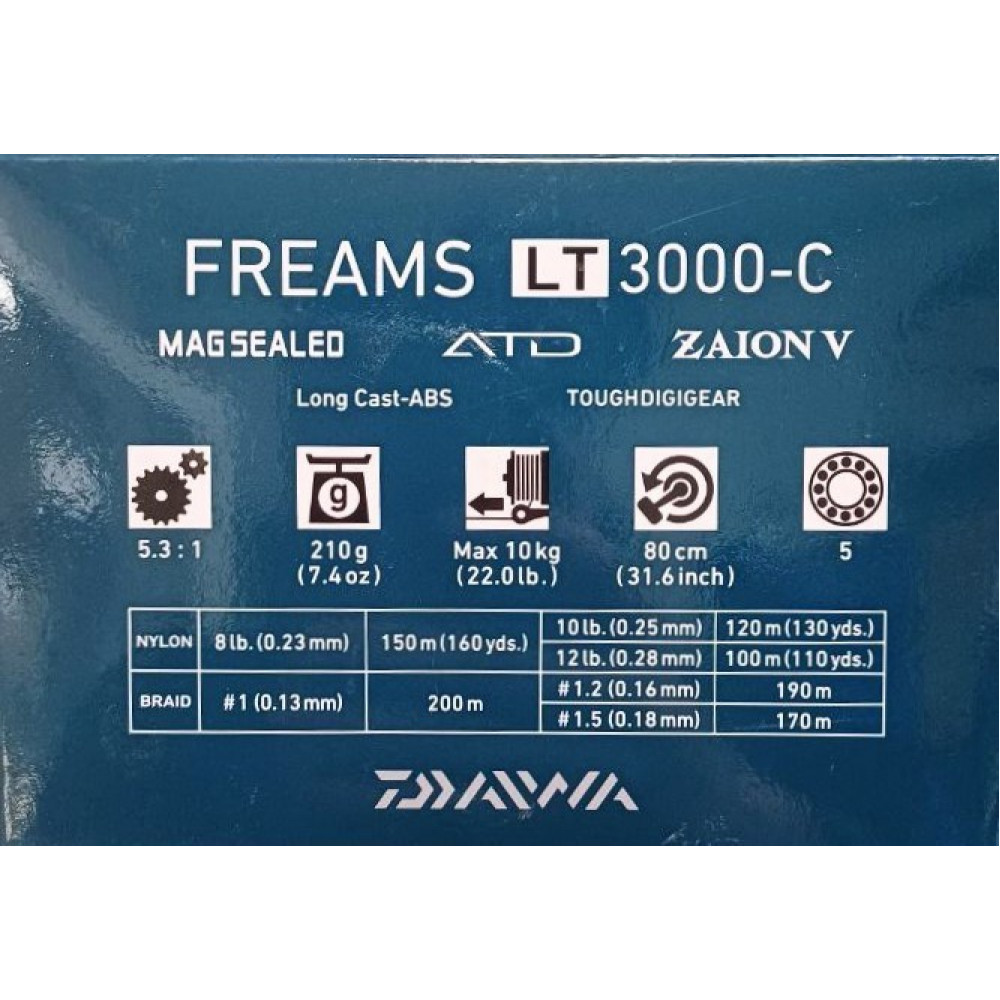 FREAMS LT 3000-C
MAGSEALED ATD ZAION V
Long Cast-ABS TOUGHDIGIGEAR
g
5.3 : 1 210g Max 10kg 80cm 5
(7.4oz) (22.0lb.) (31.6inch)
NYLON 8lb.(0.23mm) 150m(160yds.) 10lb.(0.25mm) 120m(130yds.)
12lb.(0.28mm) 100m(110yds.)
BRAID #1(0.13mm) 200m #1.2(0.16mm) 190m
#1.5(0.18mm) 170m
DAIWA